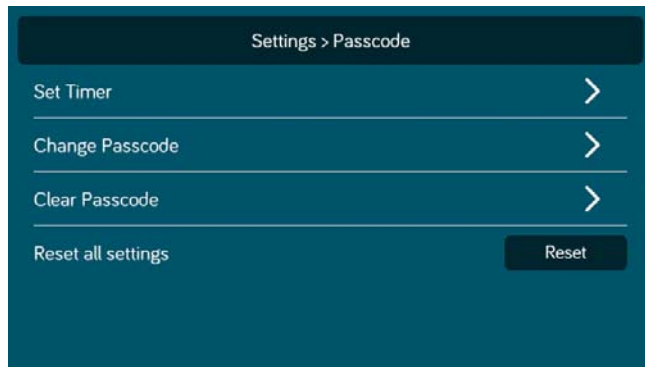 Settings > Passcode
Set Timer
Change Passcode
Clear Passcode
Reset all settings Reset